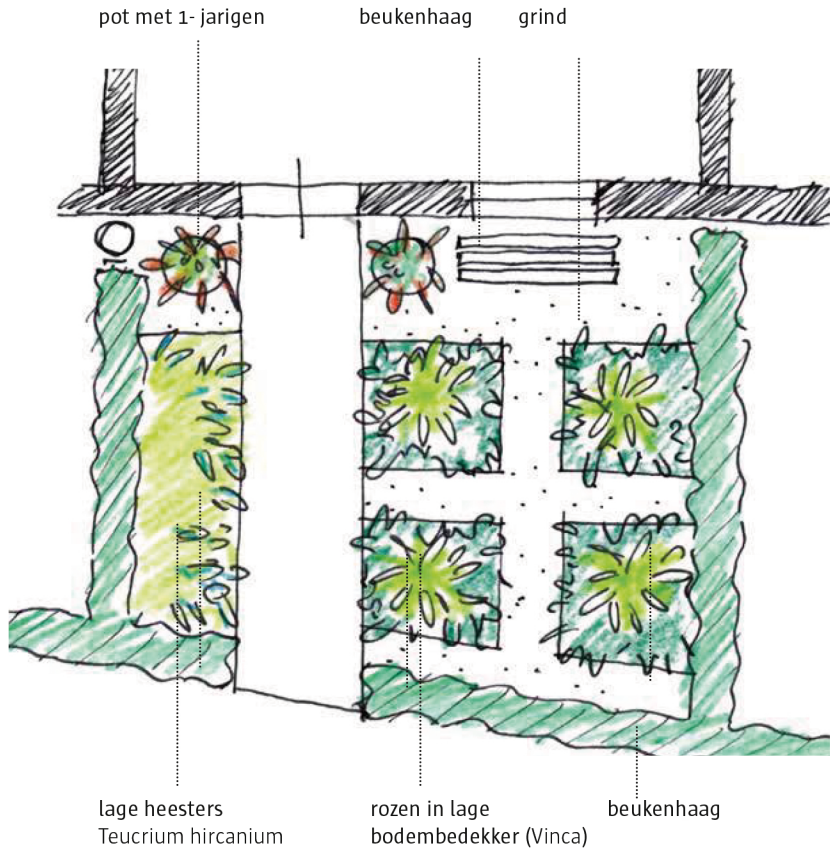 pot met 1- jarigen
beukenhaag
grind
lage heesters
Teucrium hircanium
rozen in lage
bodembedekker (Vinca)
beukenhaag